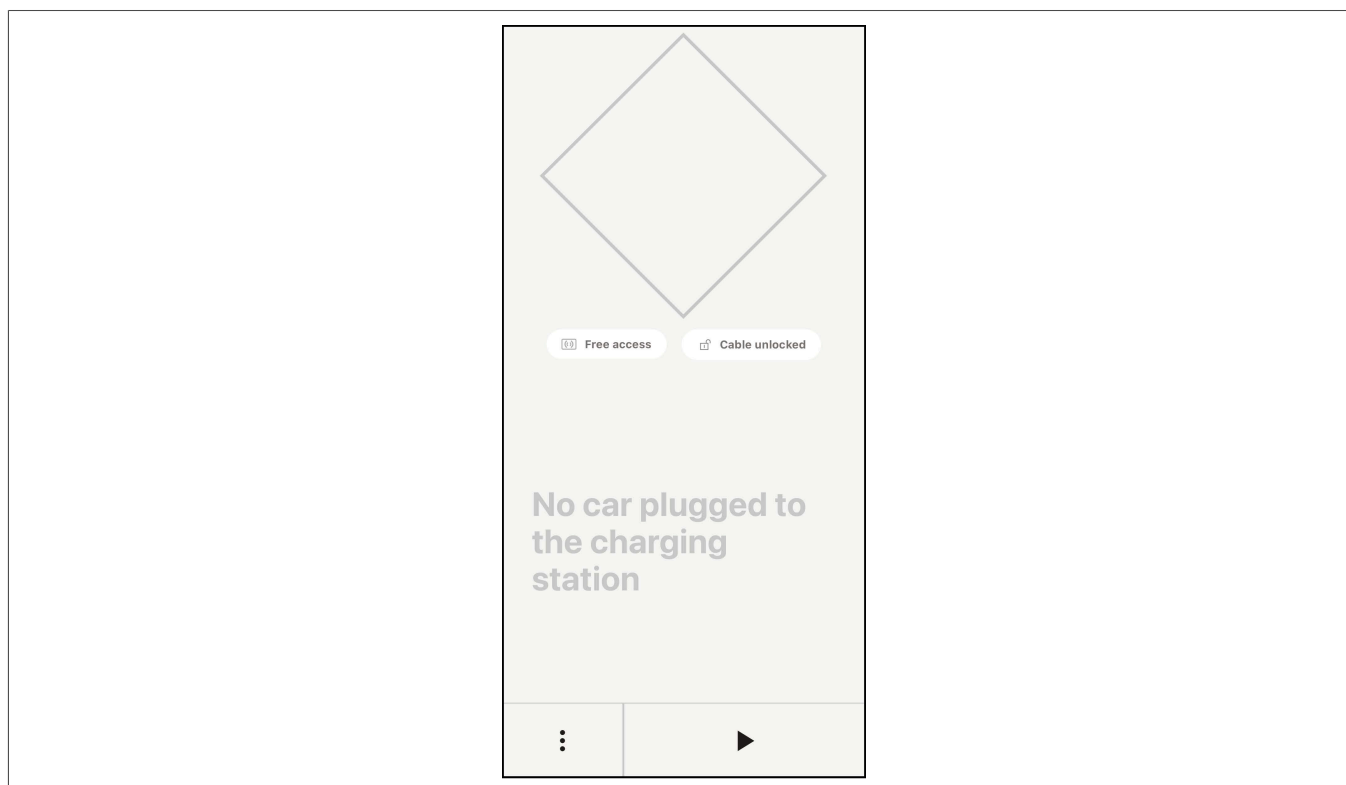 Free access
Cable unlocked
No car plugged to
the charging
station